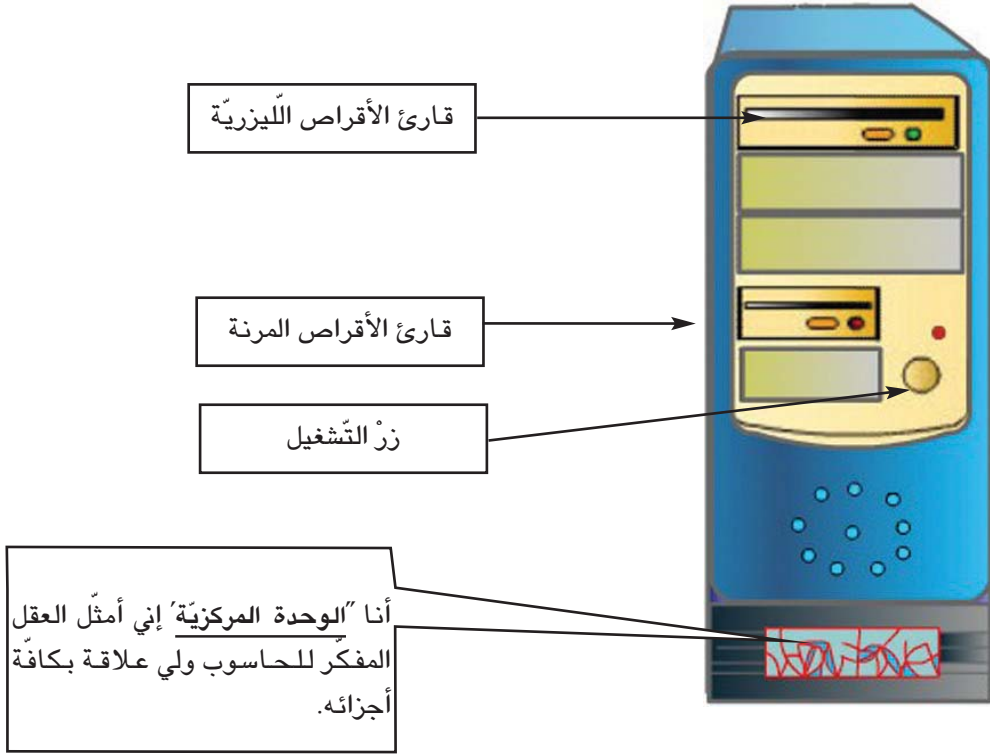 قارئ الأقراص اللّيزريّة
قارئ الأقراص المرنة
زرْ التّشغيل
أنا "الوحدة المركزيّة" إني أمثّل العقل
المفكّر للحاسوب ولي علاقة بكافّة
أجزائه.